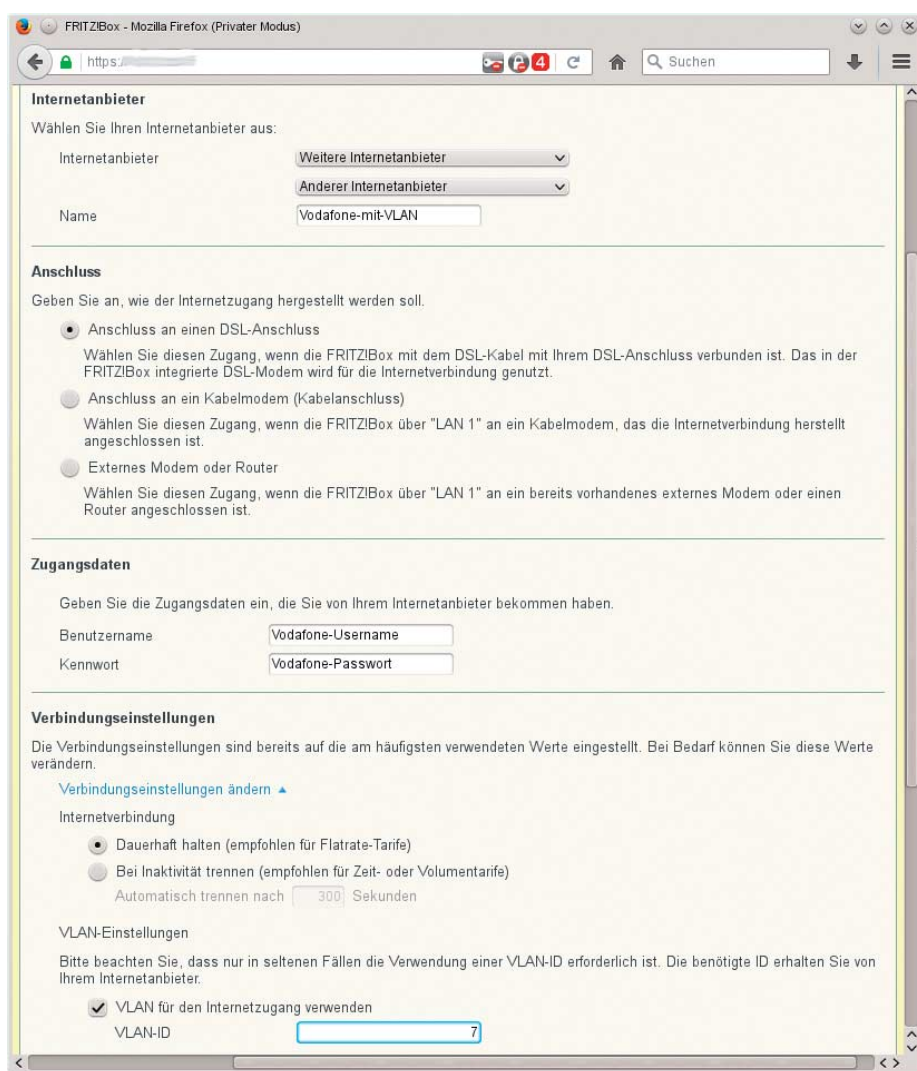 FRITZ!Box - Mozilla Firefox (Privater Modus)
https:/
4
Suchen
Internetanbieter
Wählen Sie Ihren Internetanbieter aus:
Internetanbieter
Weitere Internetanbieter
Anderer Internetanbieter
Name
Vodafone-mit-VLAN
Anschluss
Geben Sie an, wie der Internetzugang hergestellt werden soll.
Anschluss an einen DSL-Anschluss
Wählen Sie diesen Zugang, wenn die FRITZ!Box mit dem DSL-Kabel mit Ihrem DSL-Anschluss verbunden ist. Das in der
FRITZ!Box integrierte DSL-Modem wird für die Internetverbindung genutzt.
Anschluss an ein Kabelmodem (Kabelanschluss)
Wählen Sie diesen Zugang, wenn die FRITZ!Box über "LAN 1" an ein Kabelmodem, das die Internetverbindung herstellt
angeschlossen ist.
Externes Modem oder Router
Wählen Sie diesen Zugang, wenn die FRITZ!Box über "LAN 1" an ein bereits vorhandenes externes Modem oder einen
Router angeschlossen ist.
Zugangsdaten
Geben Sie die Zugangsdaten ein, die Sie von Ihrem Internetanbieter bekommen haben.
Benutzername
Vodafone-Username
Kennwort
Vodafone-Passwort
Verbindungseinstellungen
Die Verbindungseinstellungen sind bereits auf die am häufigsten verwendeten Werte eingestellt. Bei Bedarf können Sie diese Werte
verändern.
Verbindungseinstellungen ändern
Internetverbindung
Dauerhaft halten (empfohlen für Flatrate-Tarife)
Bei Inaktivität trennen (empfohlen für Zeit- oder Volumentarife)
Automatisch trennen nach 300 Sekunden
VLAN-Einstellungen
Bitte beachten Sie, dass nur in seltenen Fällen die Verwendung einer VLAN-ID erforderlich ist. Die benötigte ID erhalten Sie von
Ihrem Internetanbieter.
VLAN für den Internetzugang verwenden
VLAN-ID
7